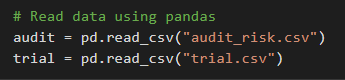 # Read data using pandas
audit = pd.read_csv("audit_risk.csv")
trial = pd.read_csv("trial.csv")